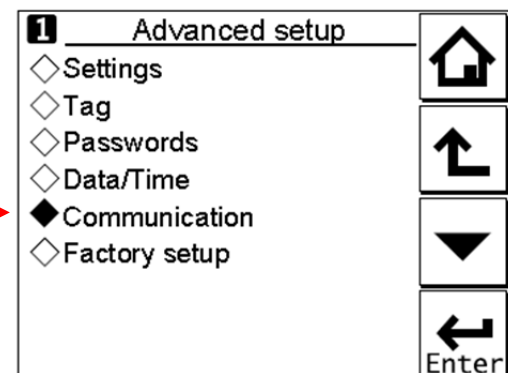 1 Advanced setup
Settings
Tag
Passwords
Data/Time
Communication
Factory setup
Enter